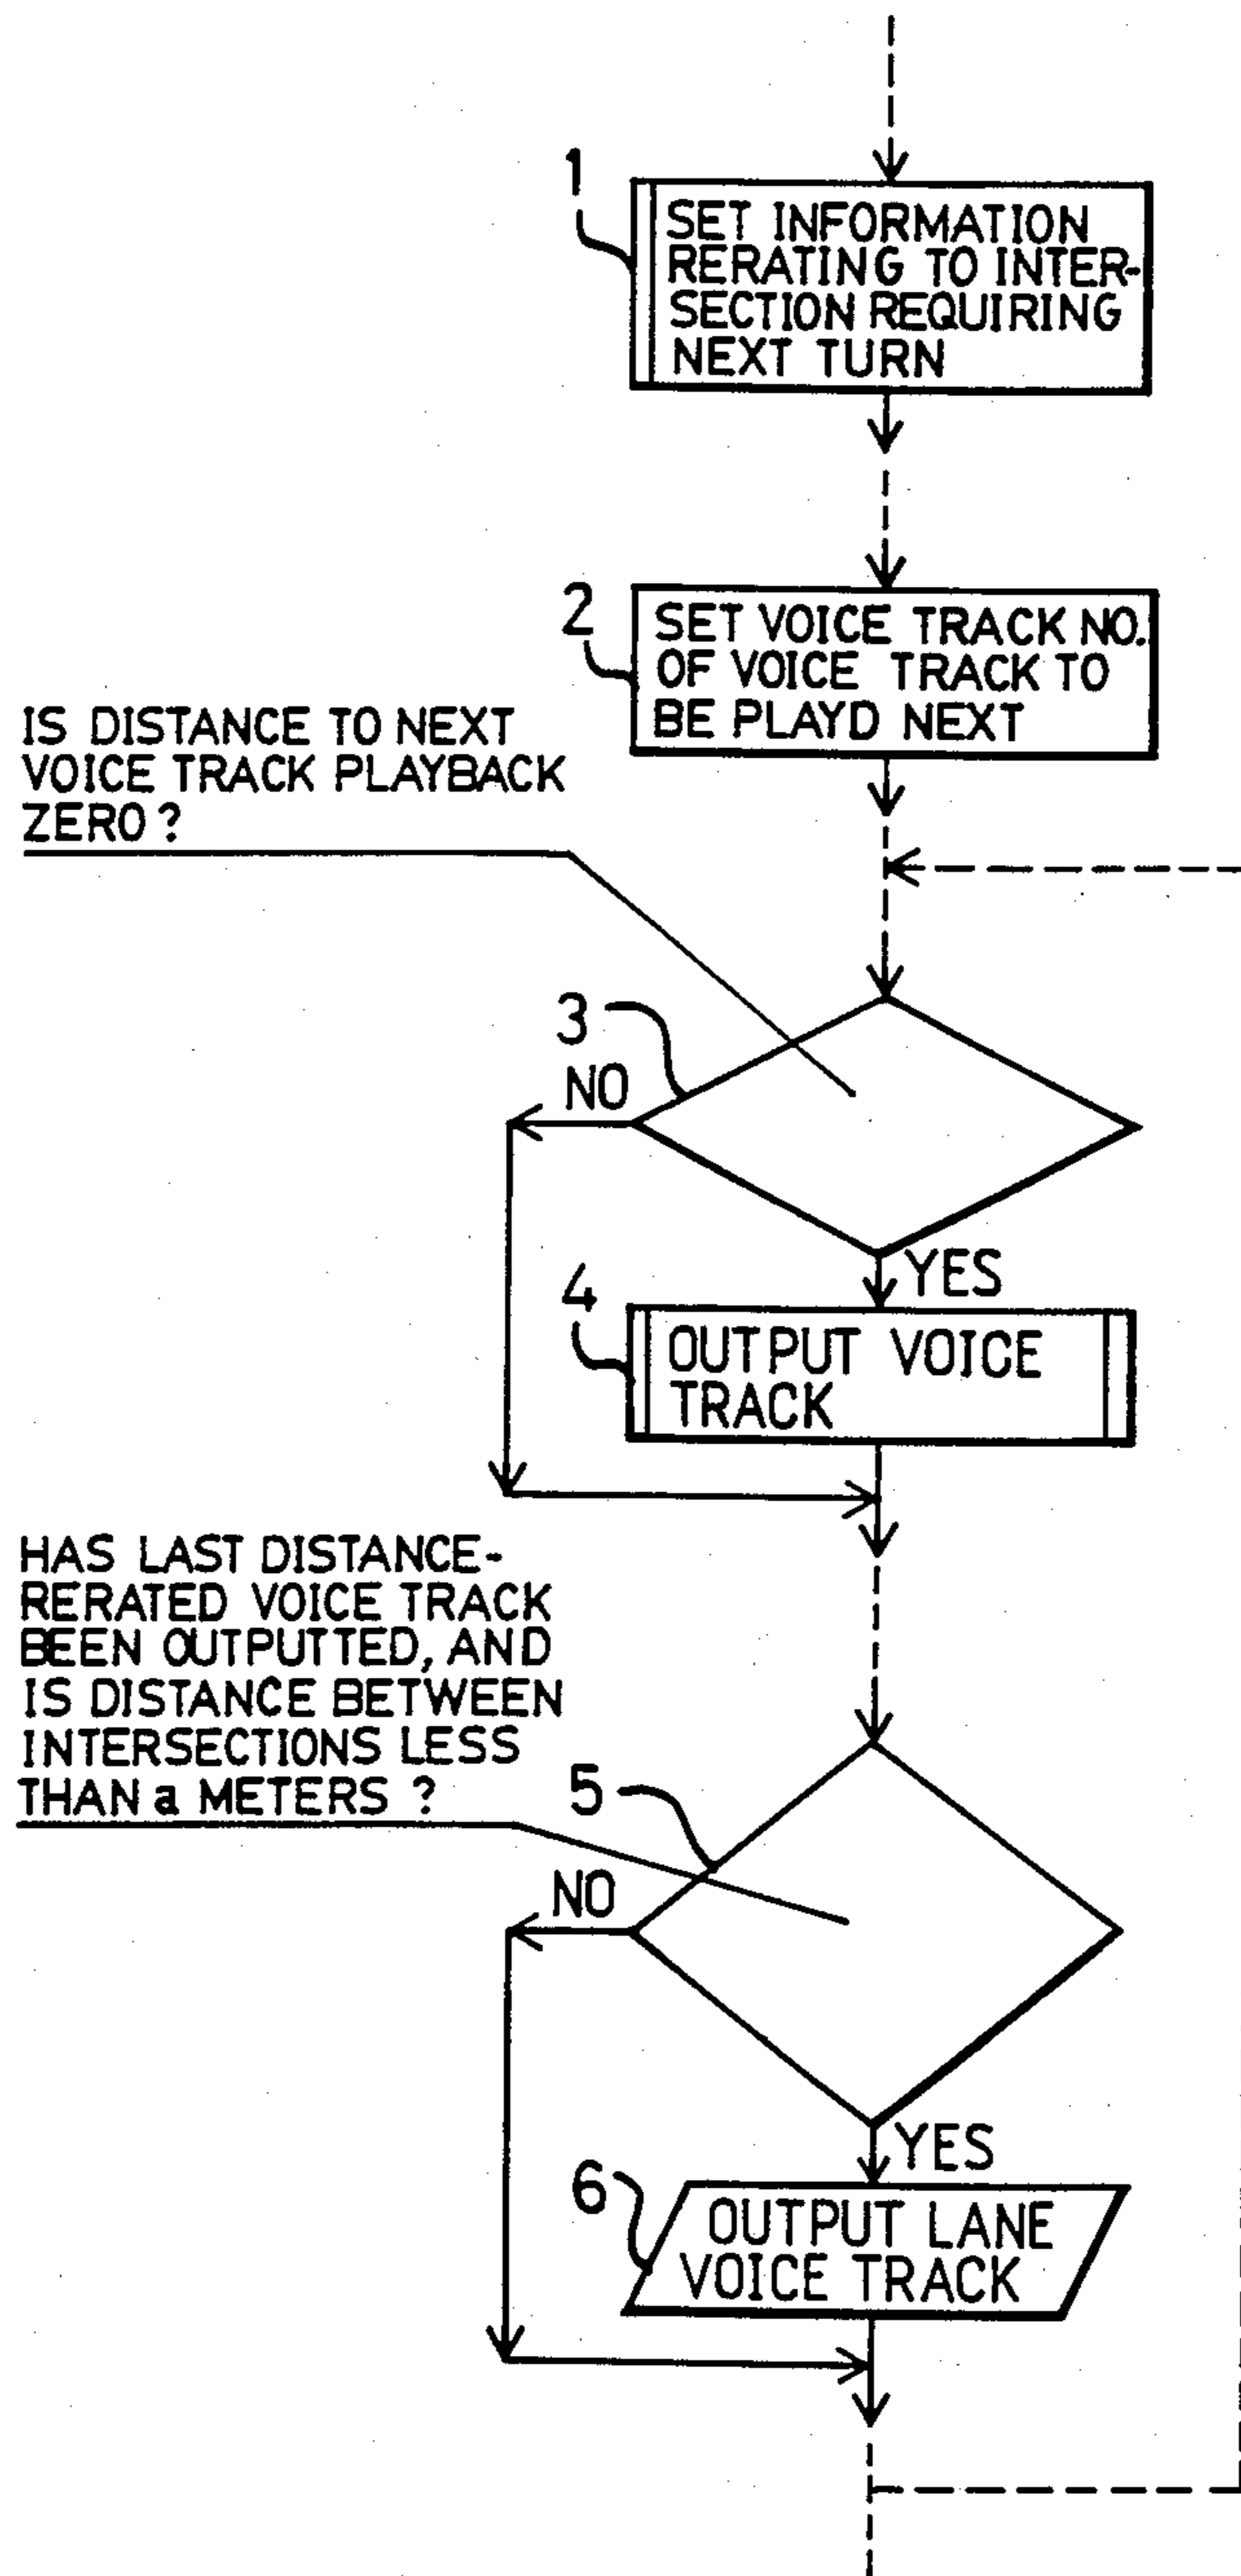 1
SET INFORMATION
RERATING TO INTER-
SECTION REQUIRING
NEXT TURN
2
SET VOICE TRACK NO.
OF VOICE TRACK TO
BE PLAYD NEXT
IS DISTANCE TO NEXT
VOICE TRACK PLAYBACK
ZERO ?
3
NO
YES
4
OUTPUT VOICE
TRACK
HAS LAST DISTANCE-
RERATED VOICE TRACK
BEEN OUTPUTTED, AND
IS DISTANCE BETWEEN
INTERSECTIONS LESS
THAN a METERS ?
5
NO
YES
6
OUTPUT LANE
VOICE TRACK